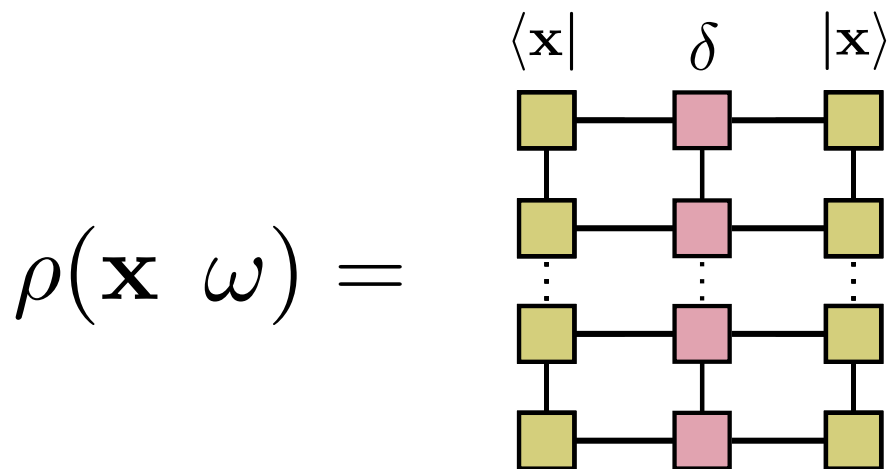 ⟨x| δ |x⟩
ρ(x ω) =